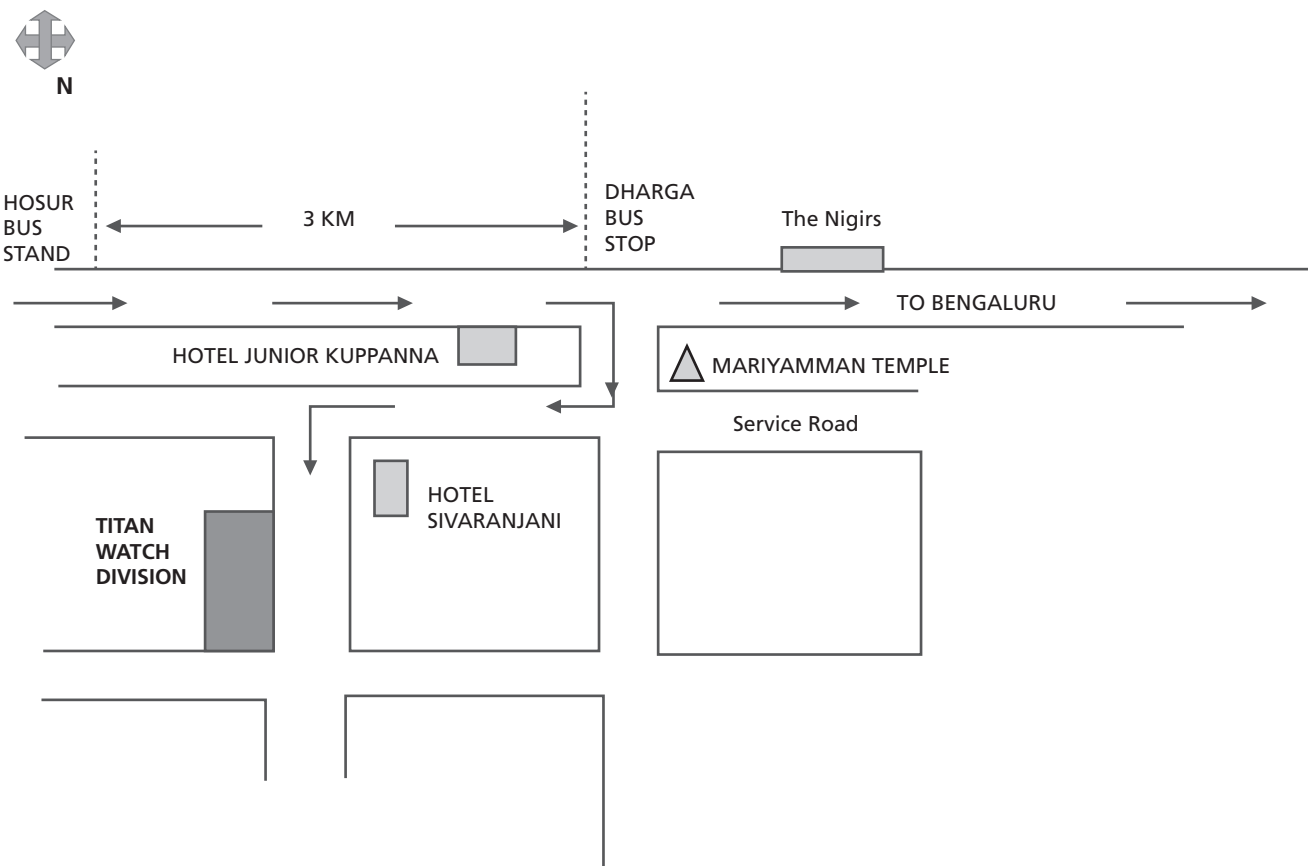 N
HOSUR
BUS
STAND
3 KM
DHARGA
BUS
STOP
The Nigirs
TO BENGALURU
HOTEL JUNIOR KUPPANNA
MARIYAMMAN TEMPLE
Service Road
HOTEL
SIVARANJANI
TITAN
WATCH
DIVISION